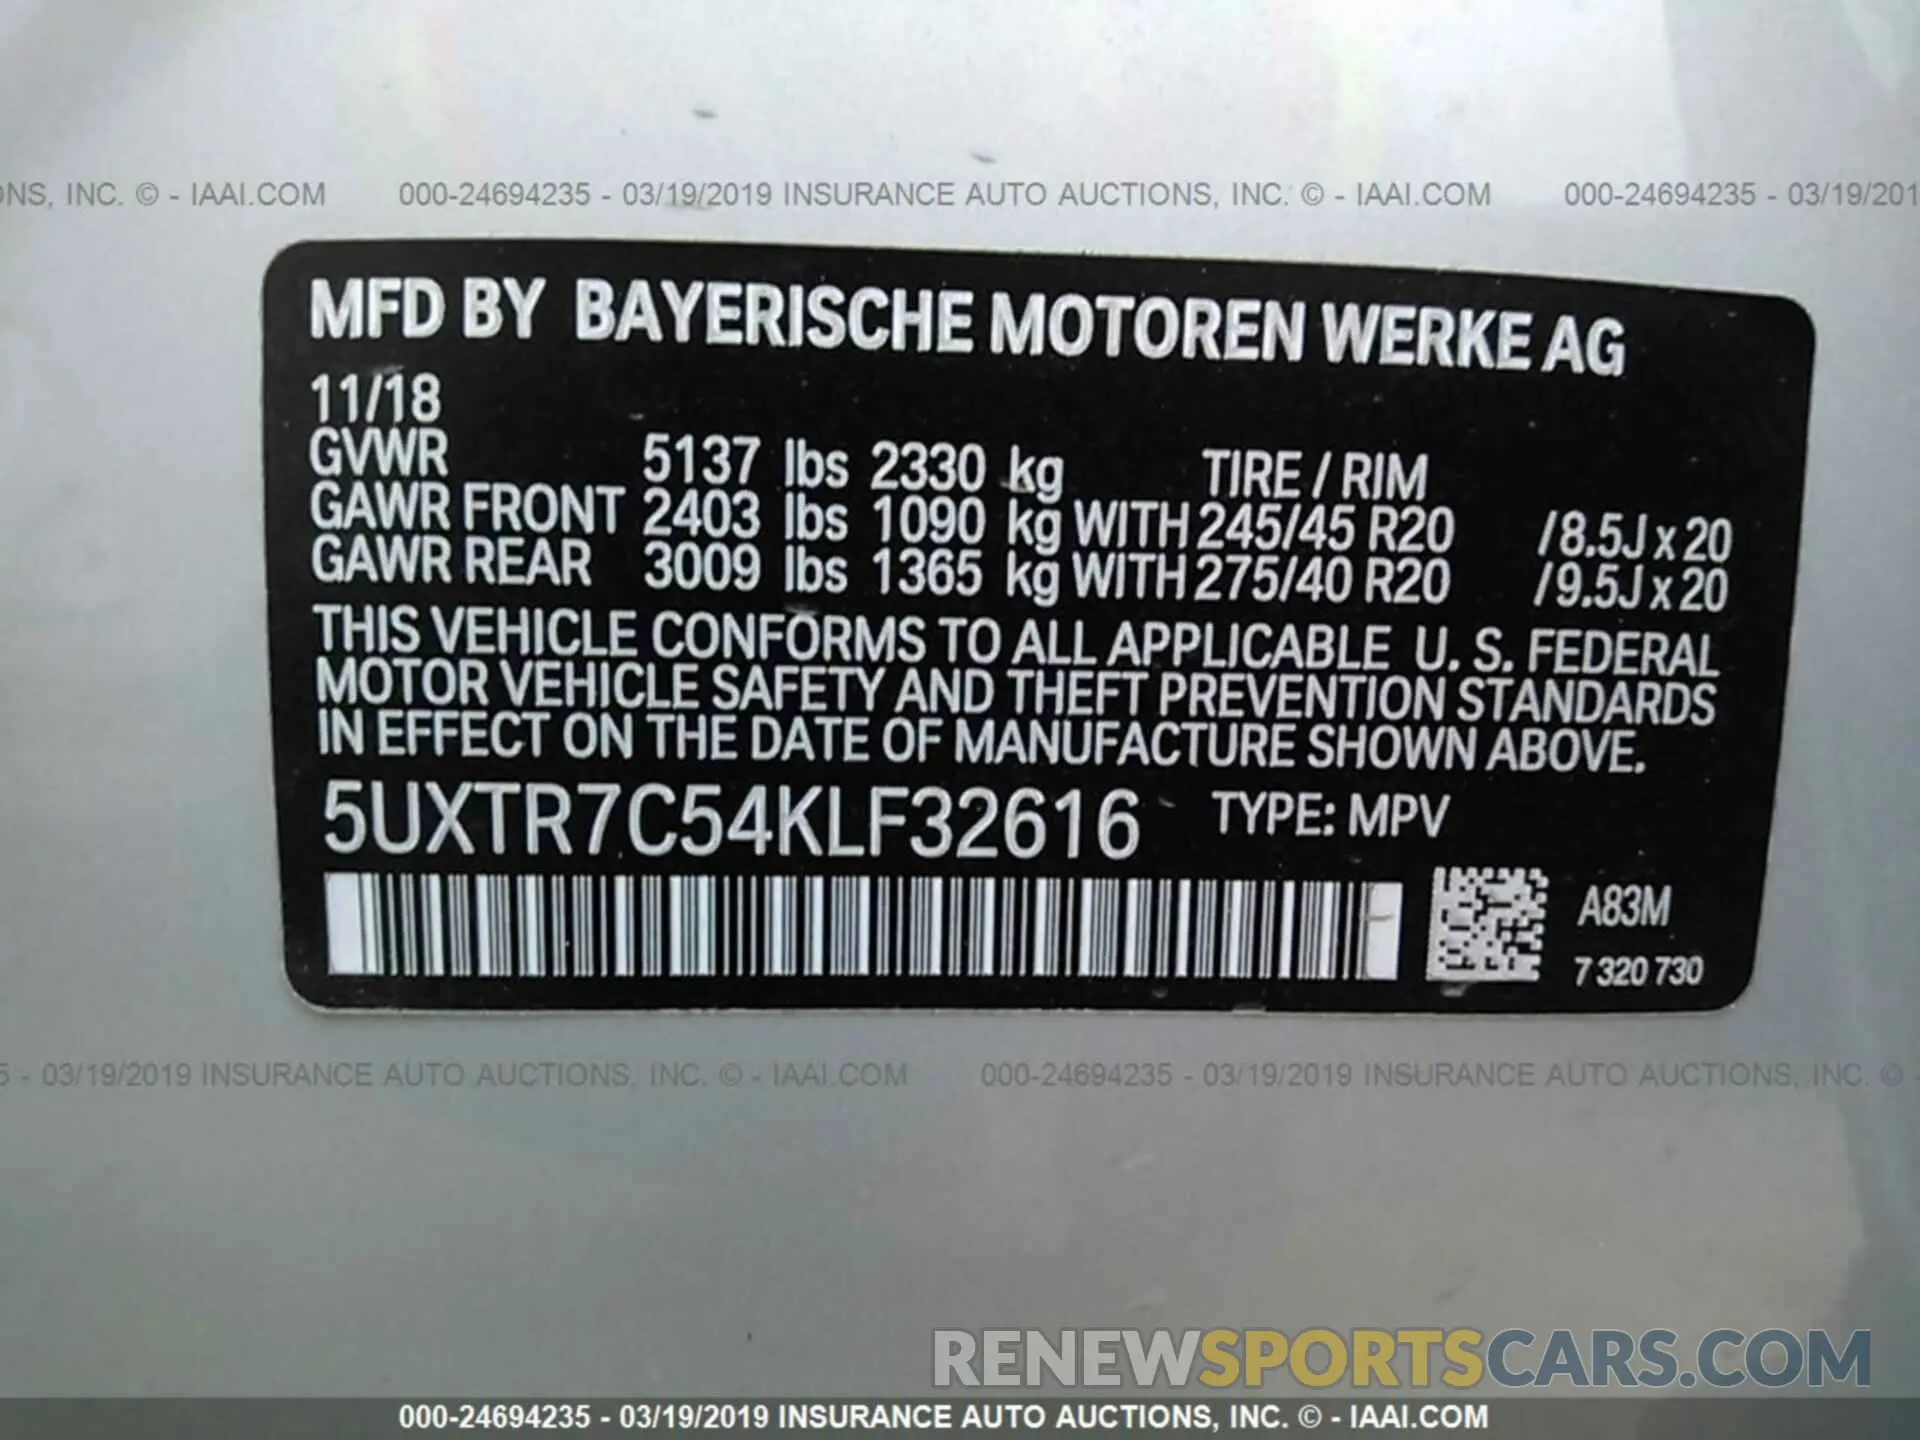 ONS, INC. © - IAAI.COM 000-24694235 - 03/19/2019 INSURANCE AUTO AUCTIONS, INC. © - IAAI.COM 000-24694235 - 03/19/201
MFD BY BAYERISCHE MOTOREN WERKE AG
11/18
GVWR 5137 lbs 2330 kg TIRE / RIM
GAWR FRONT 2403 lbs 1090 kg WITH 245/45 R20 /8.5J x 20
GAWR REAR 3009 lbs 1365 kg WITH 275/40 R20 /9.5J x 20
THIS VEHICLE CONFORMS TO ALL APPLICABLE U. S. FEDERAL
MOTOR VEHICLE SAFETY AND THEFT PREVENTION STANDARDS
IN EFFECT ON THE DATE OF MANUFACTURE SHOWN ABOVE.
5UXTR7C54KLF32616 TYPE: MPV
A83M
7 320 730
5 - 03/19/2019 INSURANCE AUTO AUCTIONS, INC. © - IAAI.COM 000-24694235 - 03/19/2019 INSURANCE AUTO AUCTIONS, INC. ©
RENEWSPORTSCARS.COM
000-24694235 - 03/19/2019 INSURANCE AUTO AUCTIONS, INC. © - IAAI.COM